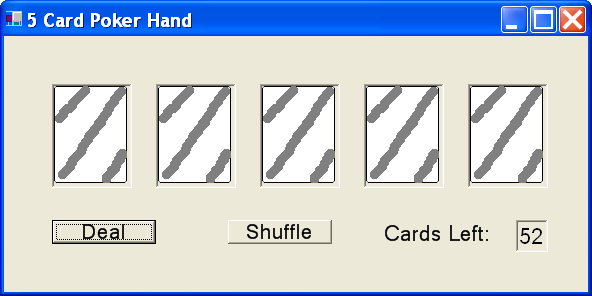 5 Card Poker Hand
Deal
Shuffle
Cards Left:
52